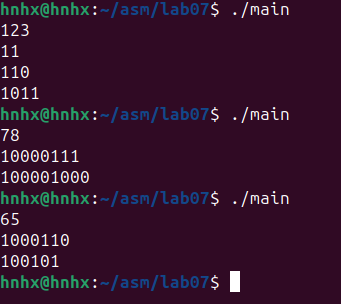 hnhx@hnhx:~/asm/lab07$ ./main
123
11
110
1011
hnhx@hnhx:~/asm/lab07$ ./main
78
10000111
100001000
hnhx@hnhx:~/asm/lab07$ ./main
65
1000110
100101
hnhx@hnhx:~/asm/lab07$